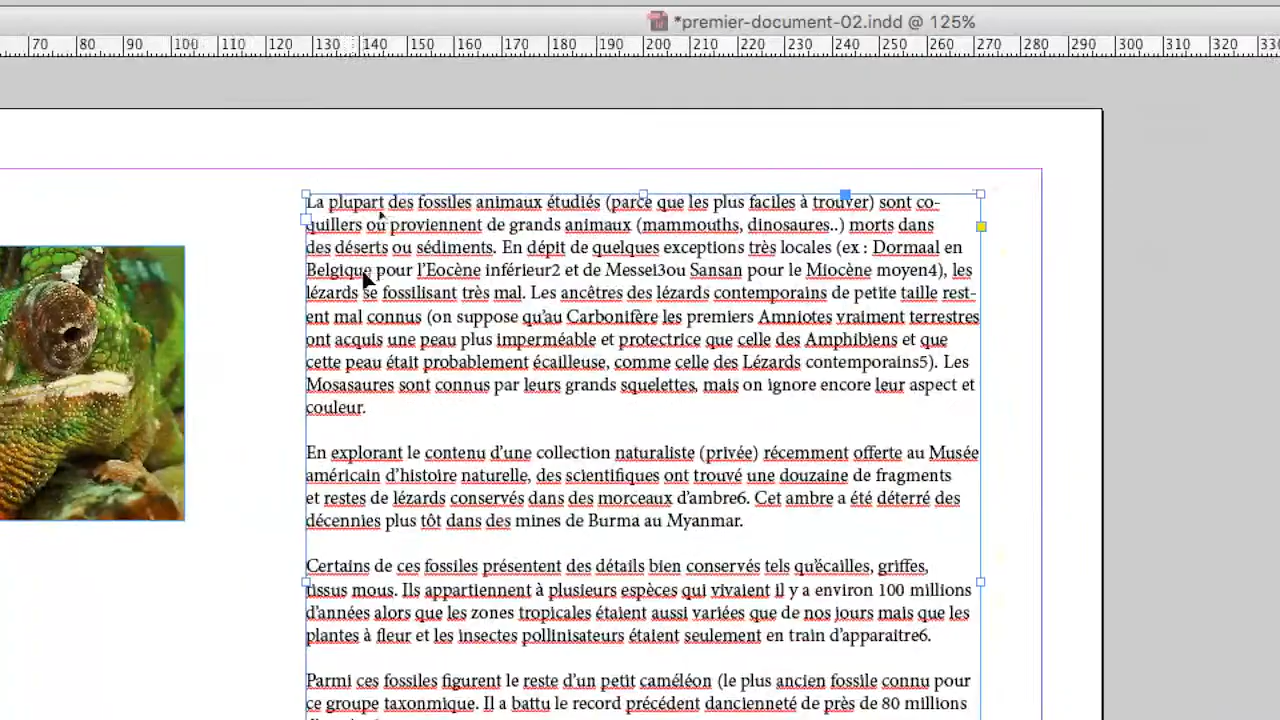 *premier-document-02.indd @ 125%
70 80 90 100 110 120 130 140 150 160 170 180 190 200 210 220 230 240 250 260 270 280 290 300 310 320 330
La plupart des fossiles animaux étudiés (parce que les plus faciles à trouver) sont co-
quillers ou proviennent de grands animaux (mammouths, dinosaures..) morts dans
des déserts ou sédiments. En dépit de quelques exceptions très locales (ex : Dormaal en
Belgique pour l'Eocène inférieur2 et de Messei3ou Sansan pour le Miocène moyen4), les
lézards se fossilisant très mal. Les ancêtres des lézards contemporains de petite taille rest-
ent mal connus (on suppose qu'au Carbonifère les premiers Amniotes vraiment terrestres
ont acquis une peau plus imperméable et protectrice que celle des Amphibiens et que
cette peau était probablement écailleuse, comme celle des Lézards contemporains5). Les
Mosasaures sont connus par leurs grands squelettes, mais on ignore encore leur aspect et
couleur.
En explorant le contenu d'une collection naturaliste (privée) récemment offerte au Musée
américain d'histoire naturelle, des scientifiques ont trouvé une douzaine de fragments
et restes de lézards conservés dans des morceaux d'ambre6. Cet ambre a été déterré des
décennies plus tôt dans des mines de Burma au Myanmar.
Certains de ces fossiles présentent des détails bien conservés tels qu'écailles, griffes,
tissus mous. Ils appartiennent à plusieurs espèces qui vivaient il y a environ 100 millions
d'années alors que les zones tropicales étaient aussi variées que de nos jours mais que les
plantes à fleur et les insectes pollinisateurs étaient seulement en train d'apparaitre6.
Parmi ces fossiles figurent le reste d'un petit caméléon (le plus ancien fossile connu pour
ce groupe taxonmique. Il a battu le record précédent dancienneté de près de 80 millions